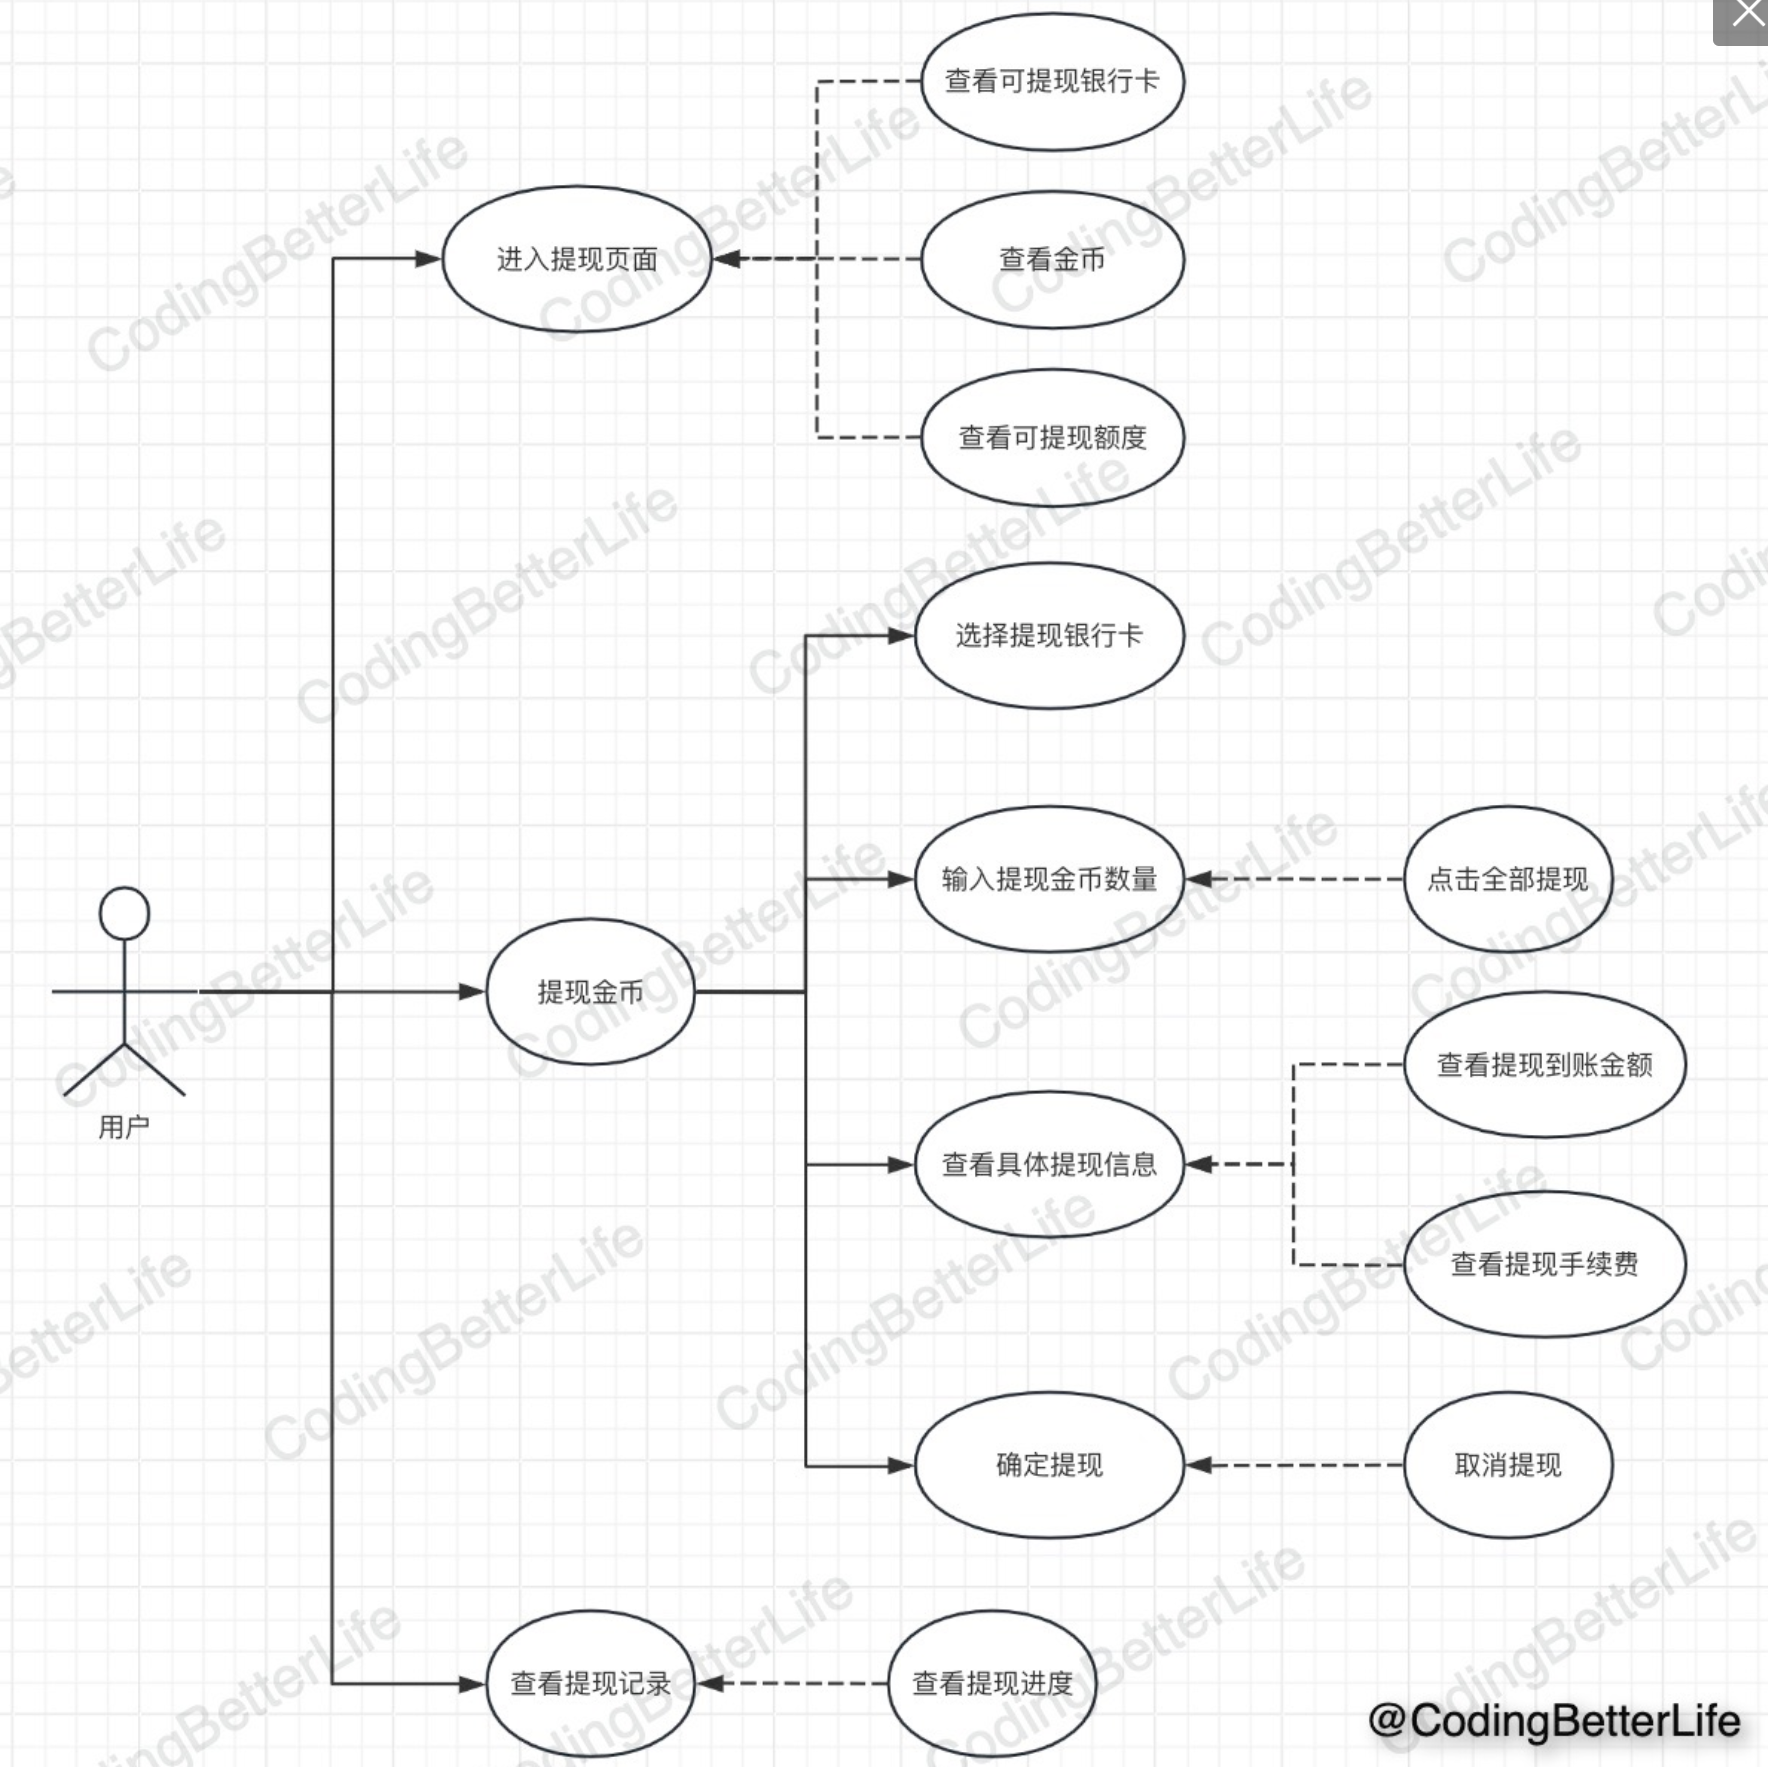 查看可提现银行卡
进入提现页面
查看金币
查看可提现额度
选择提现银行卡
输入提现金币数量
点击全部提现
提现金币
查看提现到账金额
用户
查看具体提现信息
查看提现手续费
确定提现
取消提现
查看提现记录
查看提现进度
@CodingBetterLife